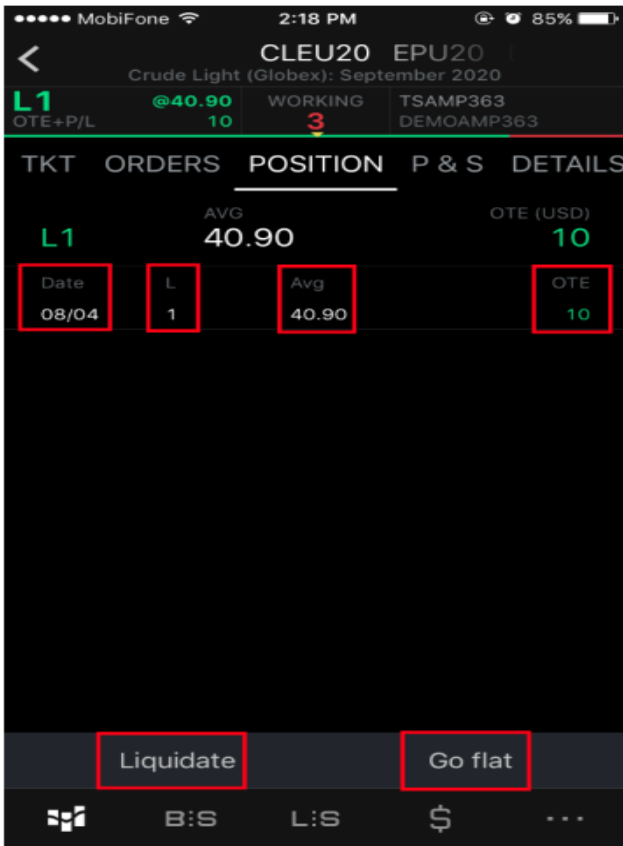 MobiFone 2:18 PM 85%
CLEU20 EPU20
Crude Light (Globex): September 2020
L1 @40.90 WORKING TSAMP363
OTE+P/L 10 3 DEMOAMP363
TKT ORDERS POSITION P & S DETAILS
AVG OTE (USD)
L1 40.90 10
Date L Avg OTE
08/04 1 40.90 10
Liquidate Go flat
B:S L:S $ ...